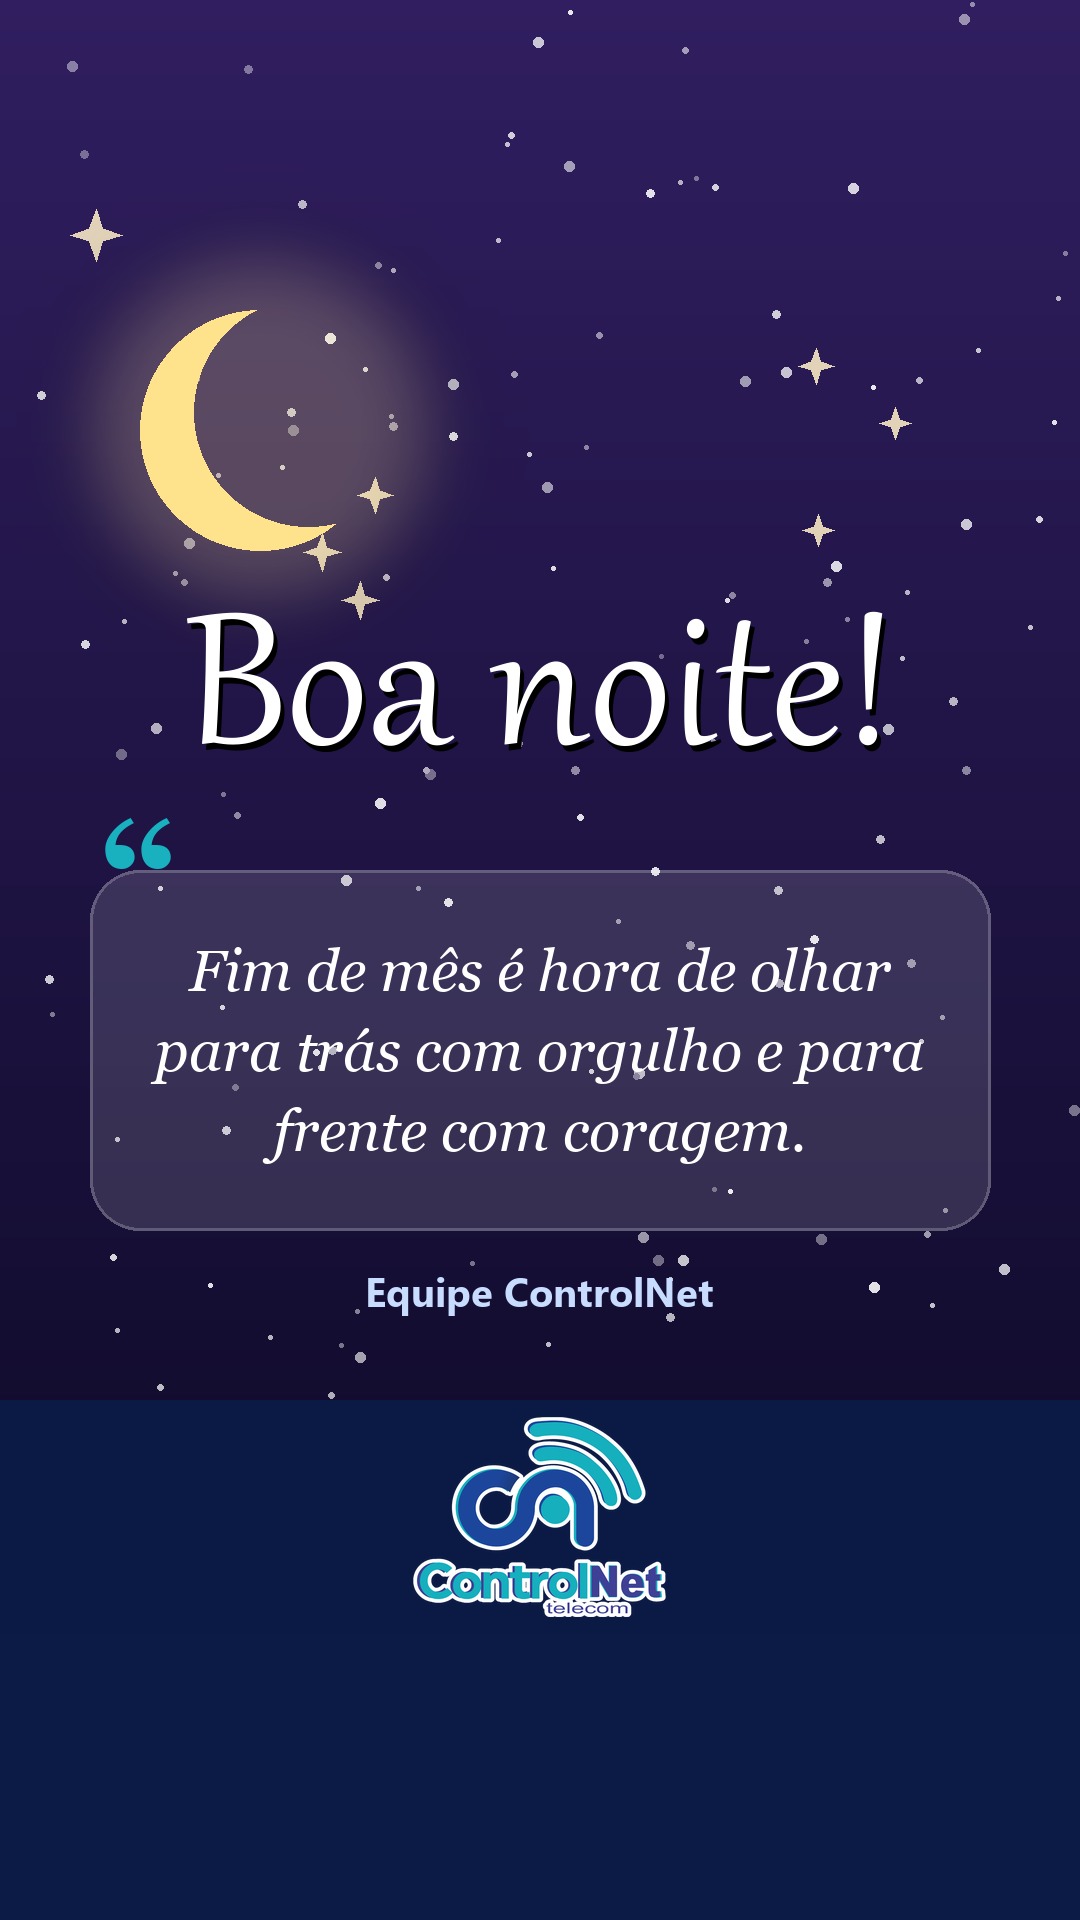 Boa noite!
“
Fim de mês é hora de olhar
para trás com orgulho e para
frente com coragem.
Equipe ControlNet
ControlNet
telecom